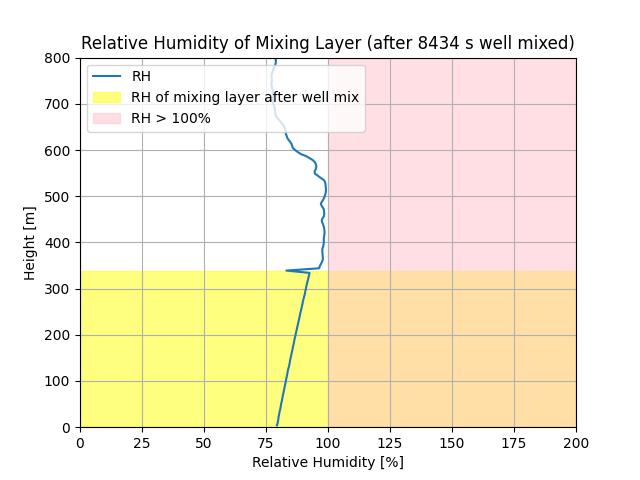 Relative Humidity of Mixing Layer (after 8434 s well mixed)
800
700
600
500
400
300
200
100
0
Height [m]
RH
RH of mixing layer after well mix
RH > 100%
0 25 50 75 100 125 150 175 200
Relative Humidity [%]